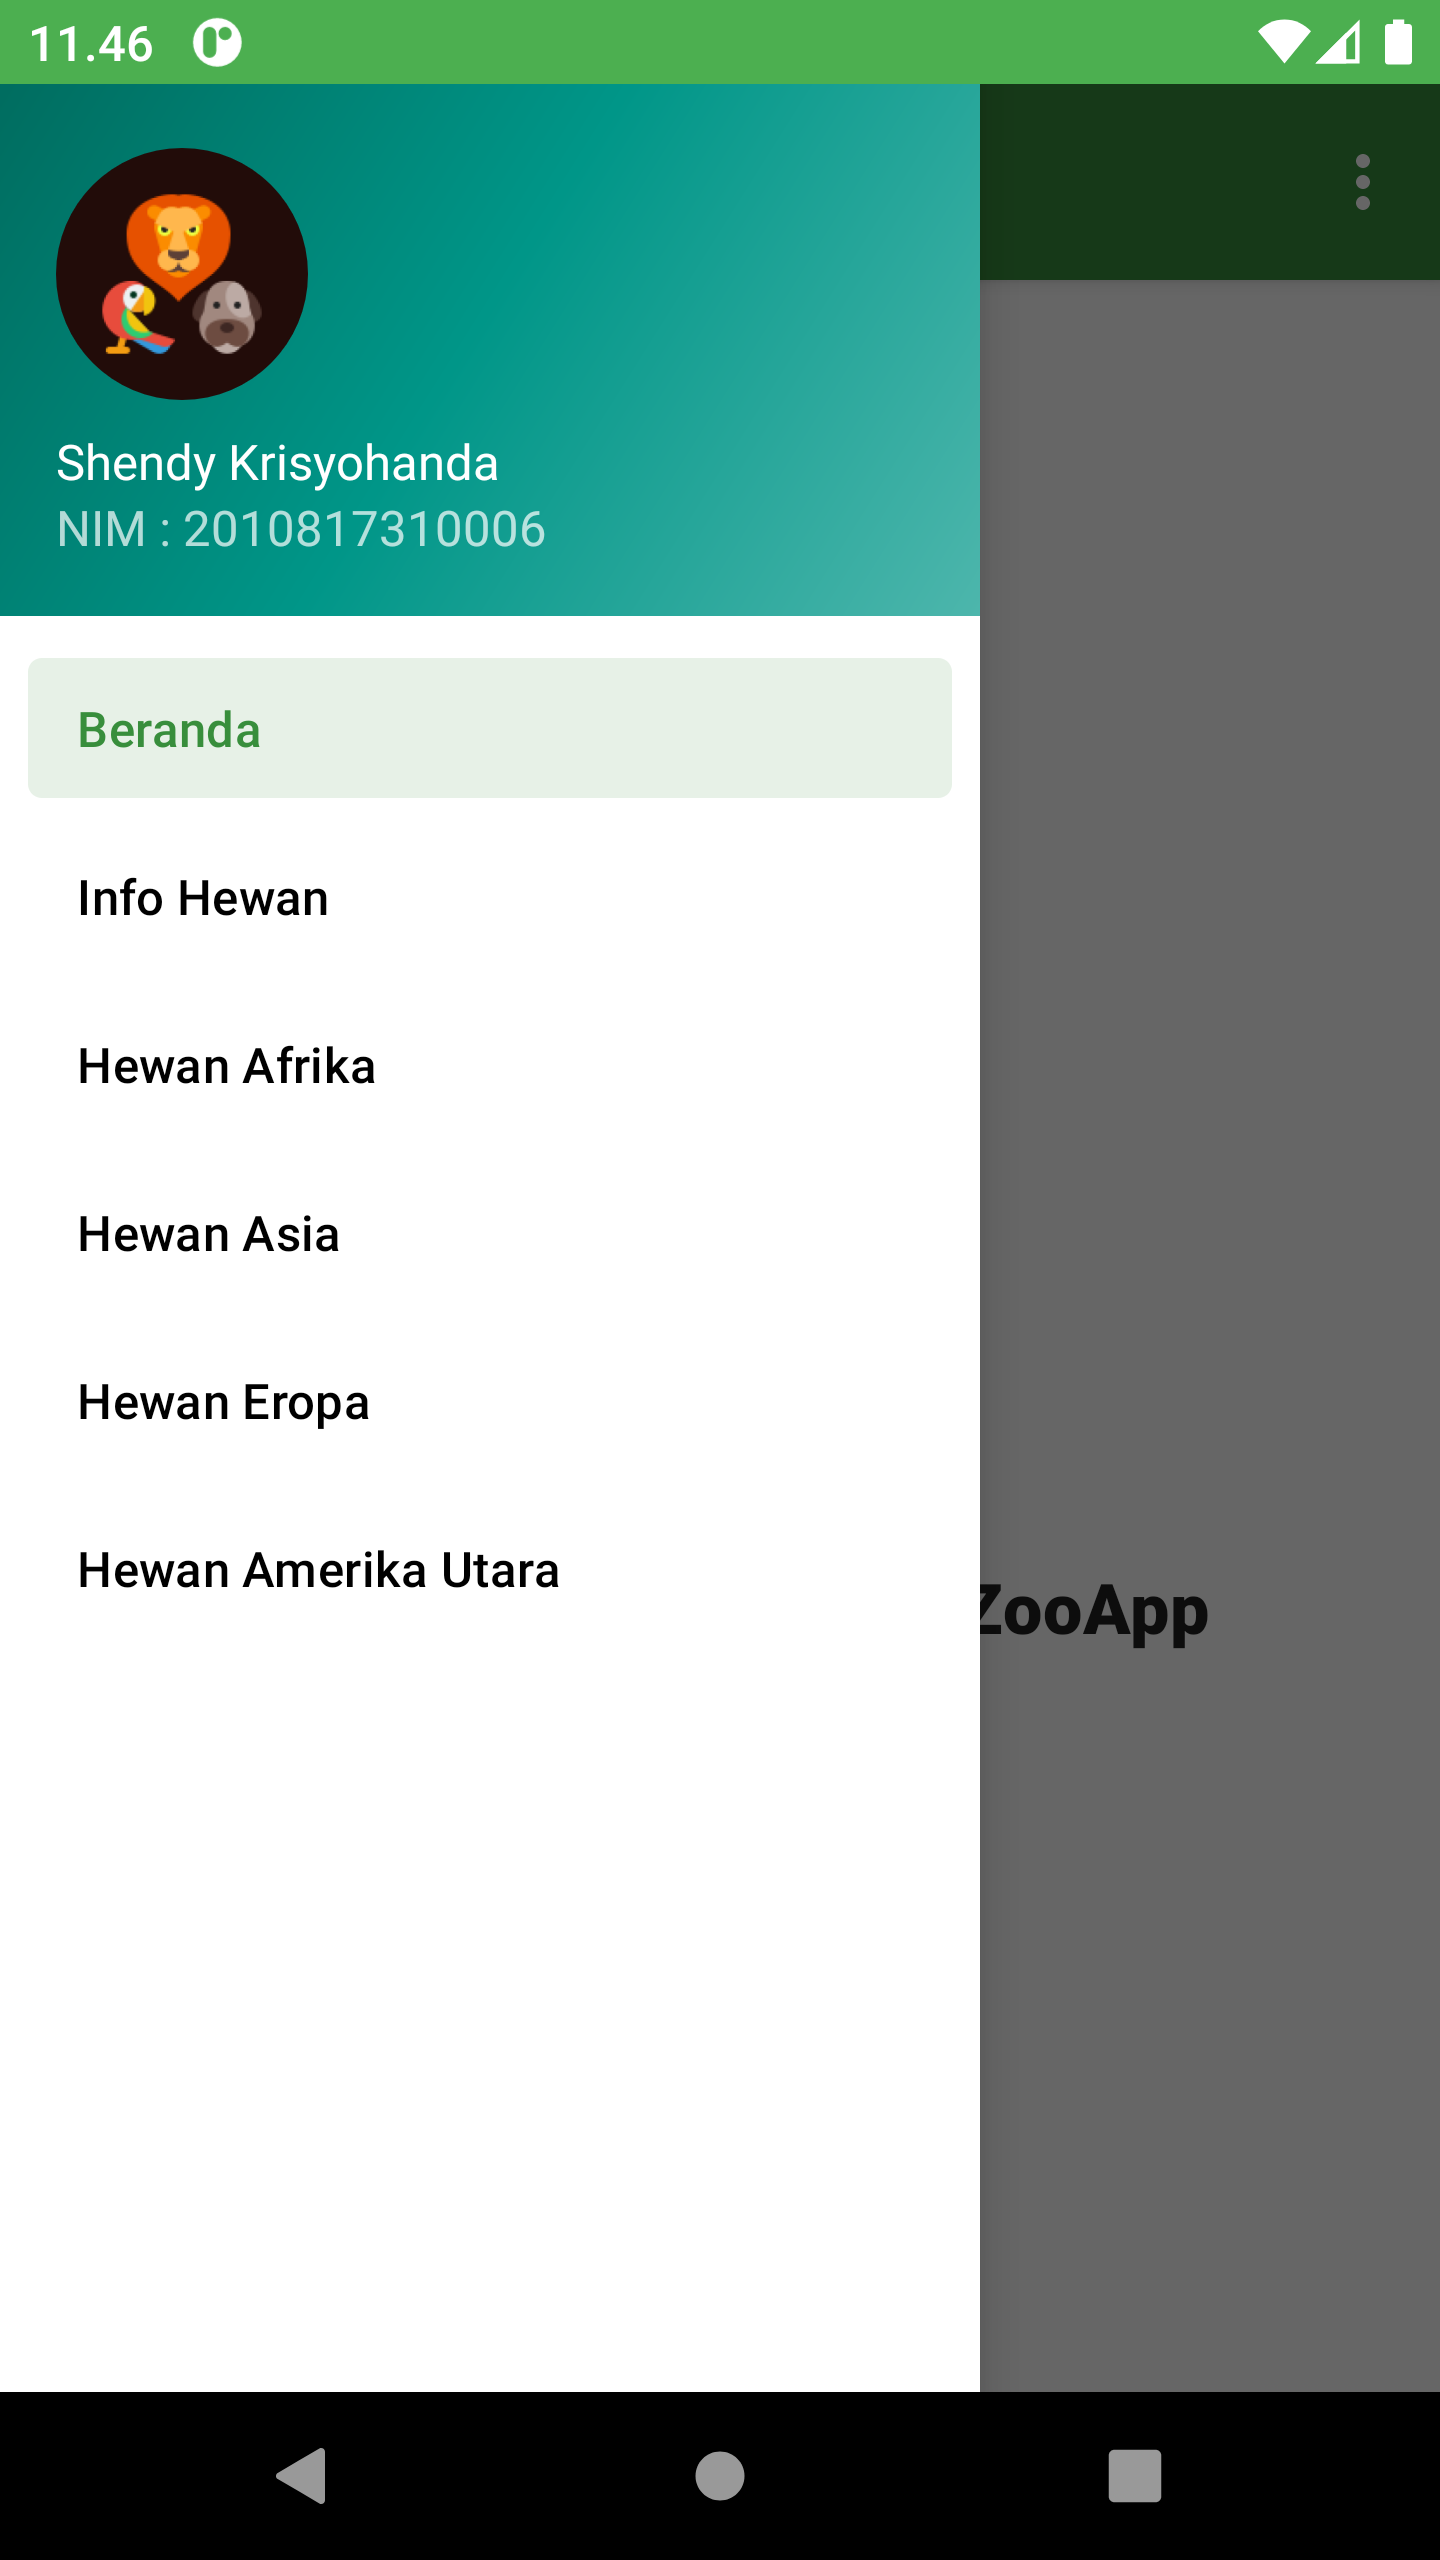 11.46
Shendy Krisyohanda
NIM : 2010817310006
Beranda
Info Hewan
Hewan Afrika
Hewan Asia
Hewan Eropa
Hewan Amerika Utara
ZooApp